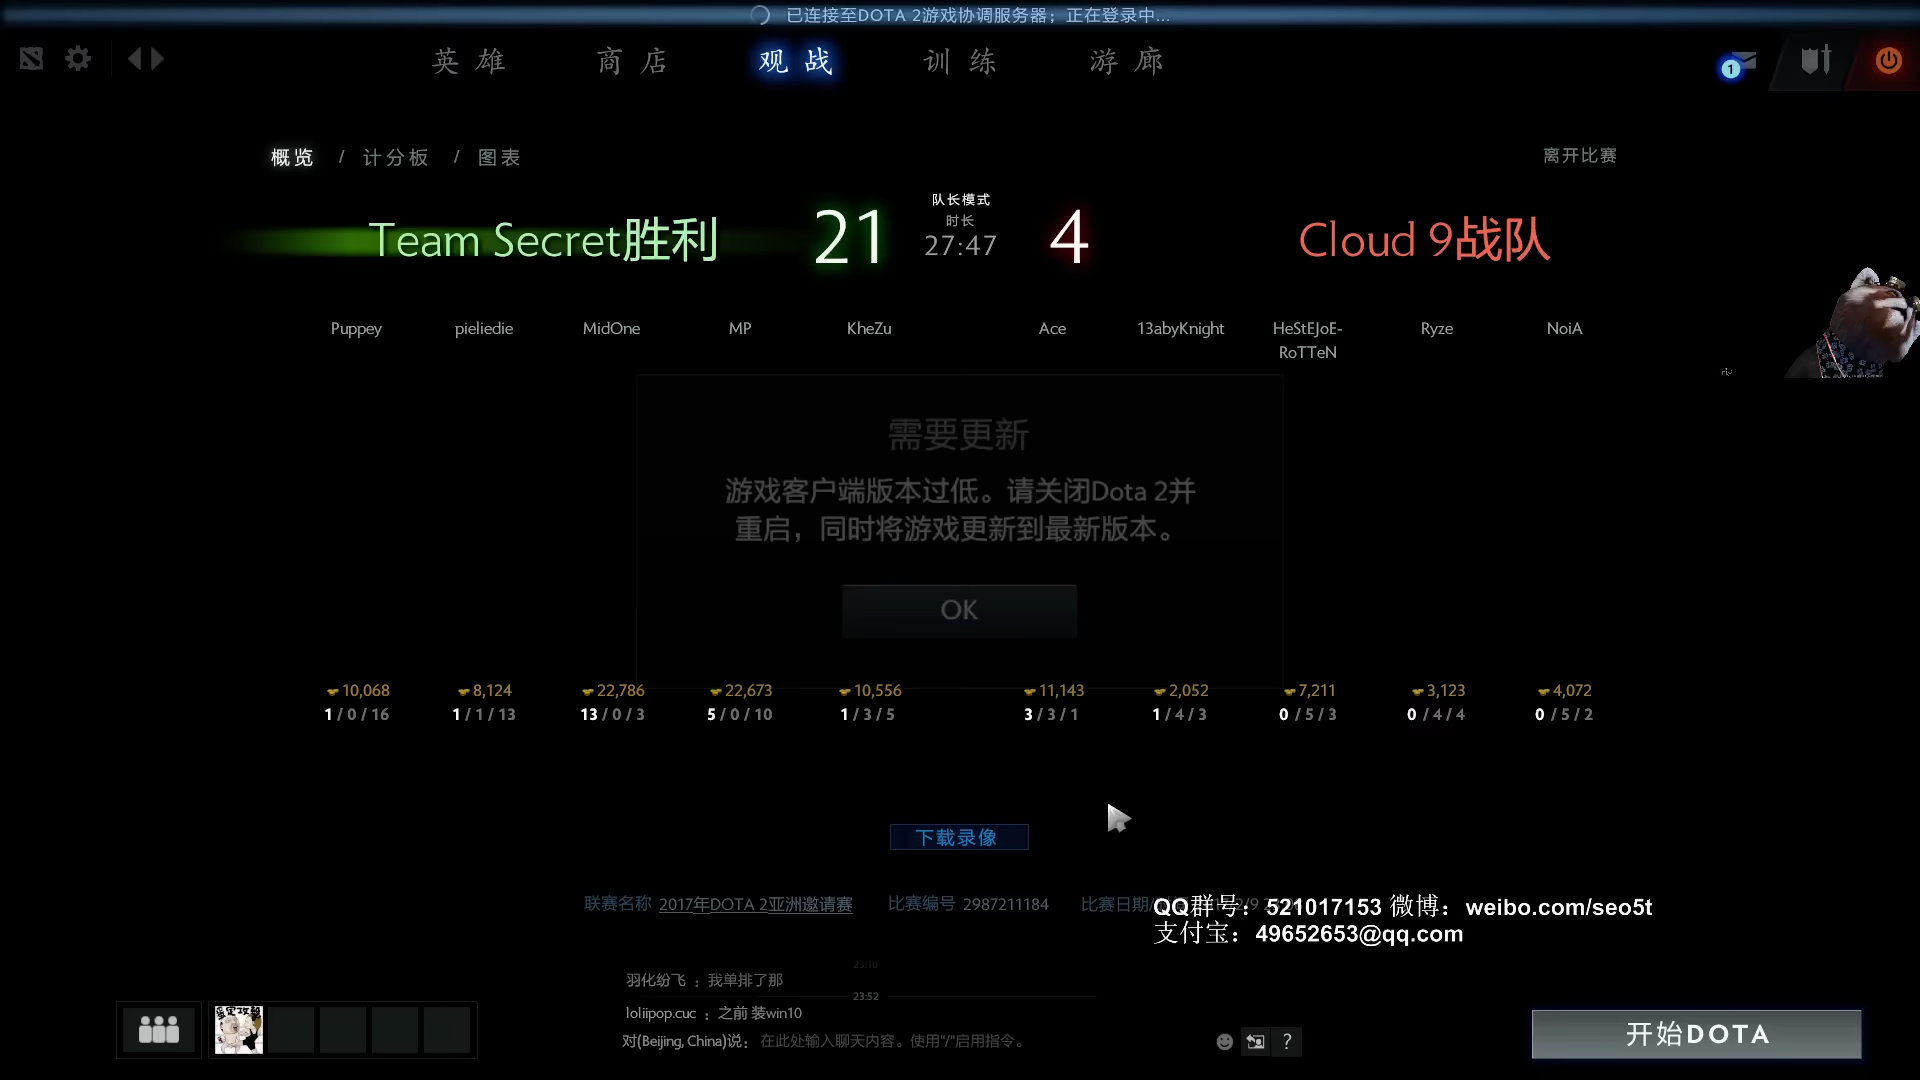 已连接至DOTA 2游戏协调服务器；正在登录中...
英雄 商店 观战 训练 游廊
1
概览 / 计分板 / 图表
离开比赛
队长模式
时长
27:47
Team Secret胜利 21 4 Cloud 9战队
Puppey pieliedie MidOne MP KheZu Ace 13abyKnight HeStEJoE-RoTTeN Ryze NoiA
需要更新
游戏客户端版本过低。请关闭Dota 2并
重启，同时将游戏更新到最新版本。
OK
10,068 8,124 22,786 22,673 10,556 11,143 2,052 7,211 3,123 4,072
1 / 0 / 16 1 / 1 / 13 13 / 0 / 3 5 / 0 / 10 1 / 3 / 5 3 / 3 / 1 1 / 4 / 3 0 / 5 / 3 0 / 4 / 4 0 / 5 / 2
下载录像
联赛名称 2017年DOTA 2亚洲邀请赛 比赛编号 2987211184 比赛日期/
QQ群号：521017153 微博：weibo.com/seo5t
支付宝：49652653@qq.com
23:10
羽化纷飞 ： 我单排了那
23:52
loliipop.cuc ： 之前 装win10
对(Beijing, China)说： 在此处输入聊天内容。使用"/"启用指令。
?
开始DOTA